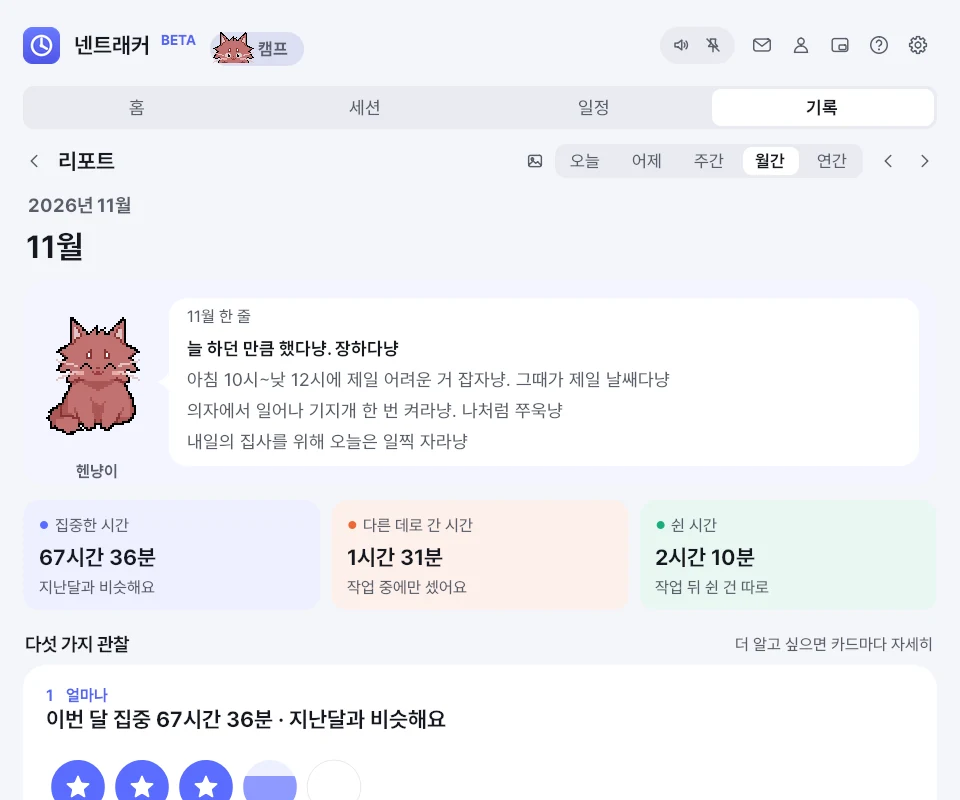 넨트래커 BETA 캠프
홈 세션 일정 기록
리포트 오늘 어제 주간 월간 연간
2026년 11월
11월
11월 한 줄
늘 하던 만큼 했다냥. 장하다냥
아침 10시~낮 12시에 제일 어려운 거 잡자냥. 그때가 제일 날쌔다냥
의자에서 일어나 기지개 한 번 켜라냥. 나처럼 쭈욱냥
내일의 집사를 위해 오늘은 일찍 자라냥
헨냥이
집중한 시간
67시간 36분
지난달과 비슷해요
다른 데로 간 시간
1시간 31분
작업 중에만 셌어요
쉰 시간
2시간 10분
작업 뒤 쉰 건 따로
다섯 가지 관찰 더 알고 싶으면 카드마다 자세히
1 얼마나
이번 달 집중 67시간 36분 · 지난달과 비슷해요